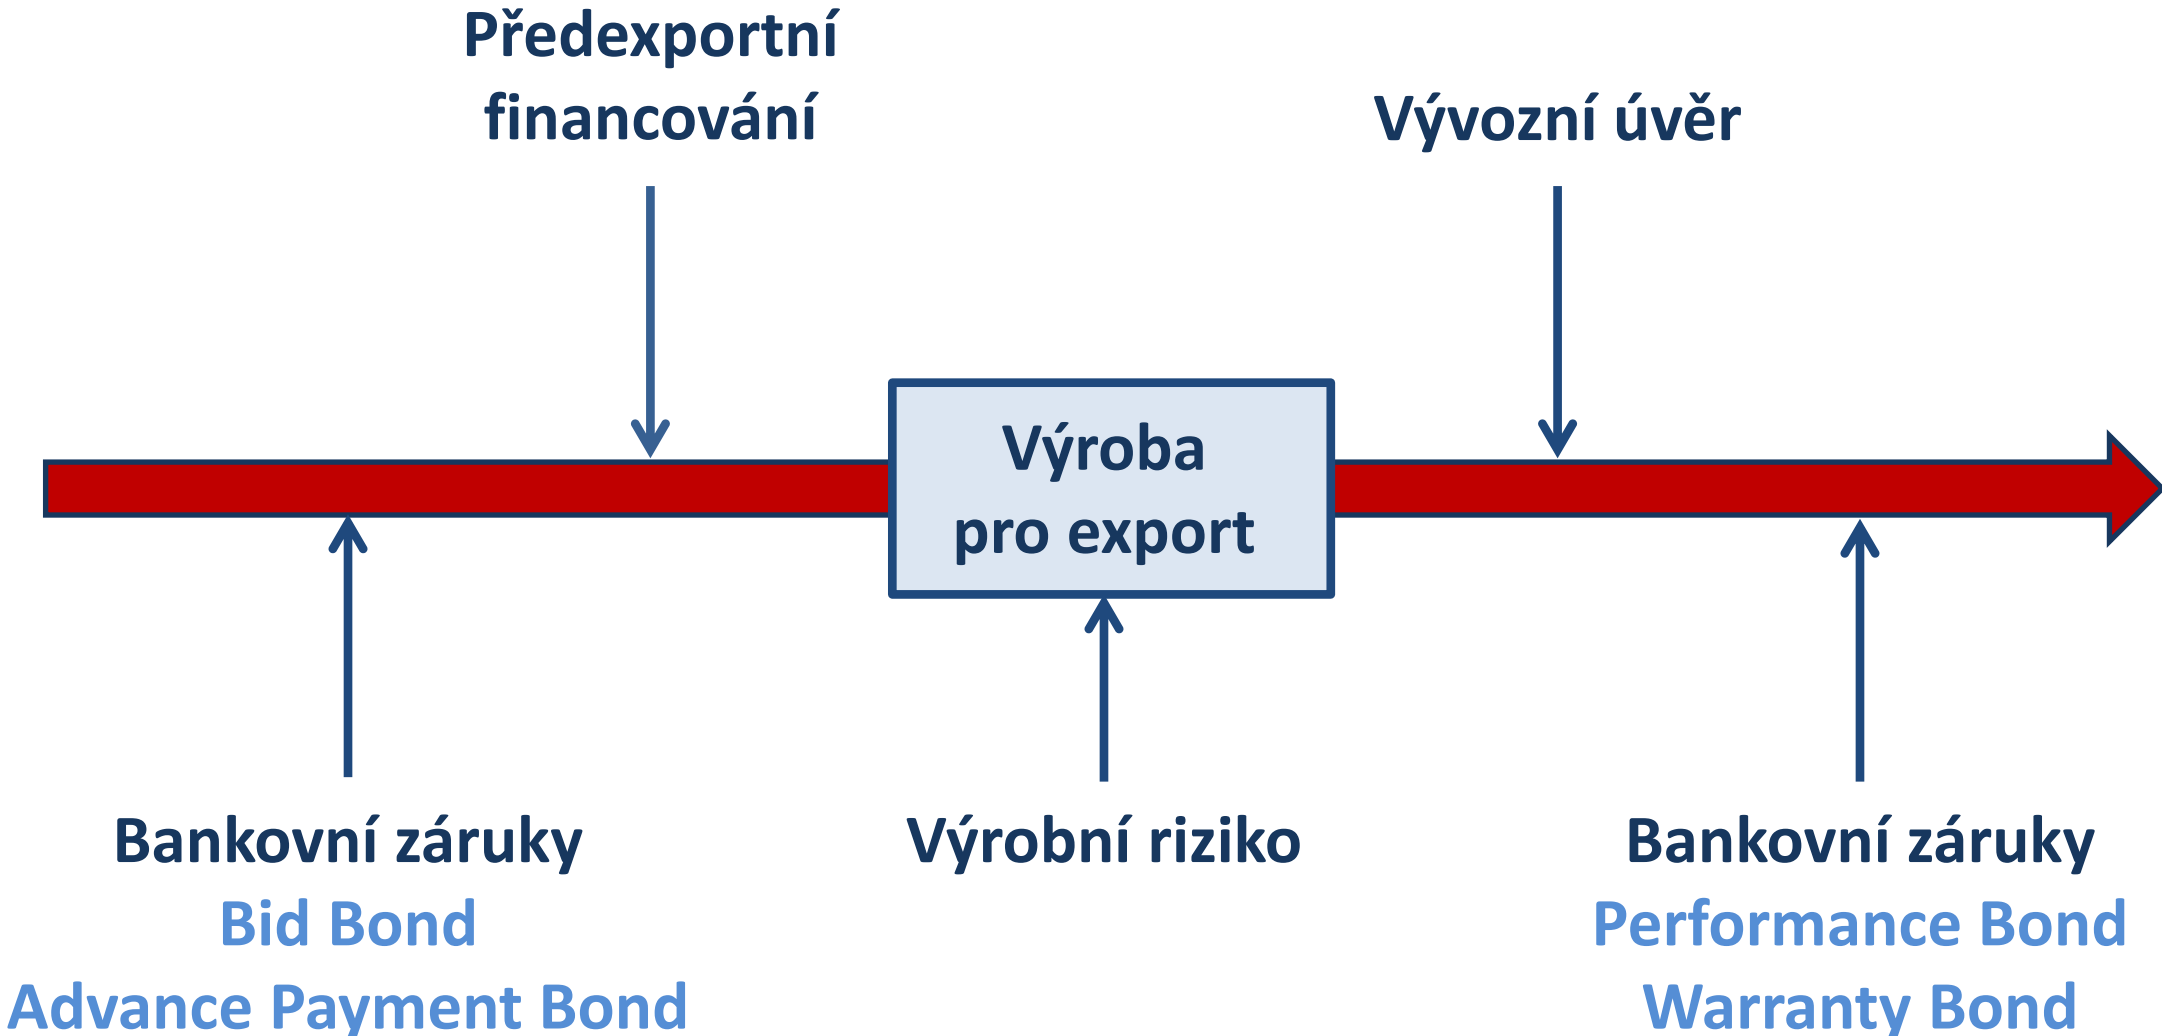 Předexportní
financování
Vývozní úvěr
Výroba
pro export
Bankovní záruky
Bid Bond
Advance Payment Bond
Výrobní riziko
Bankovní záruky
Performance Bond
Warranty Bond